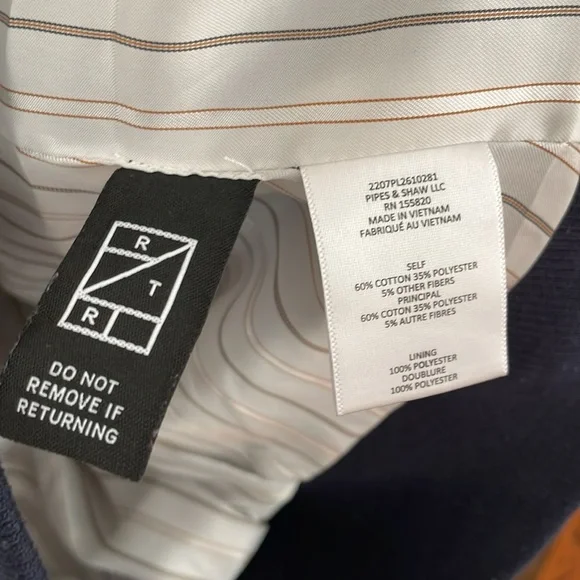 R
T
R
DO NOT
REMOVE IF
RETURNING
2207PL2610281
PIPES & SHAW LLC
RN 155820
MADE IN VIETNAM
FABRIQUÉ AU VIETNAM
SELF
60% COTTON 35% POLYESTER
5% OTHER FIBERS
PRINCIPAL
60% COTON 35% POLYESTER
5% AUTRE FIBRES
LINING
100% POLYESTER
DOUBLURE
100% POLYESTER